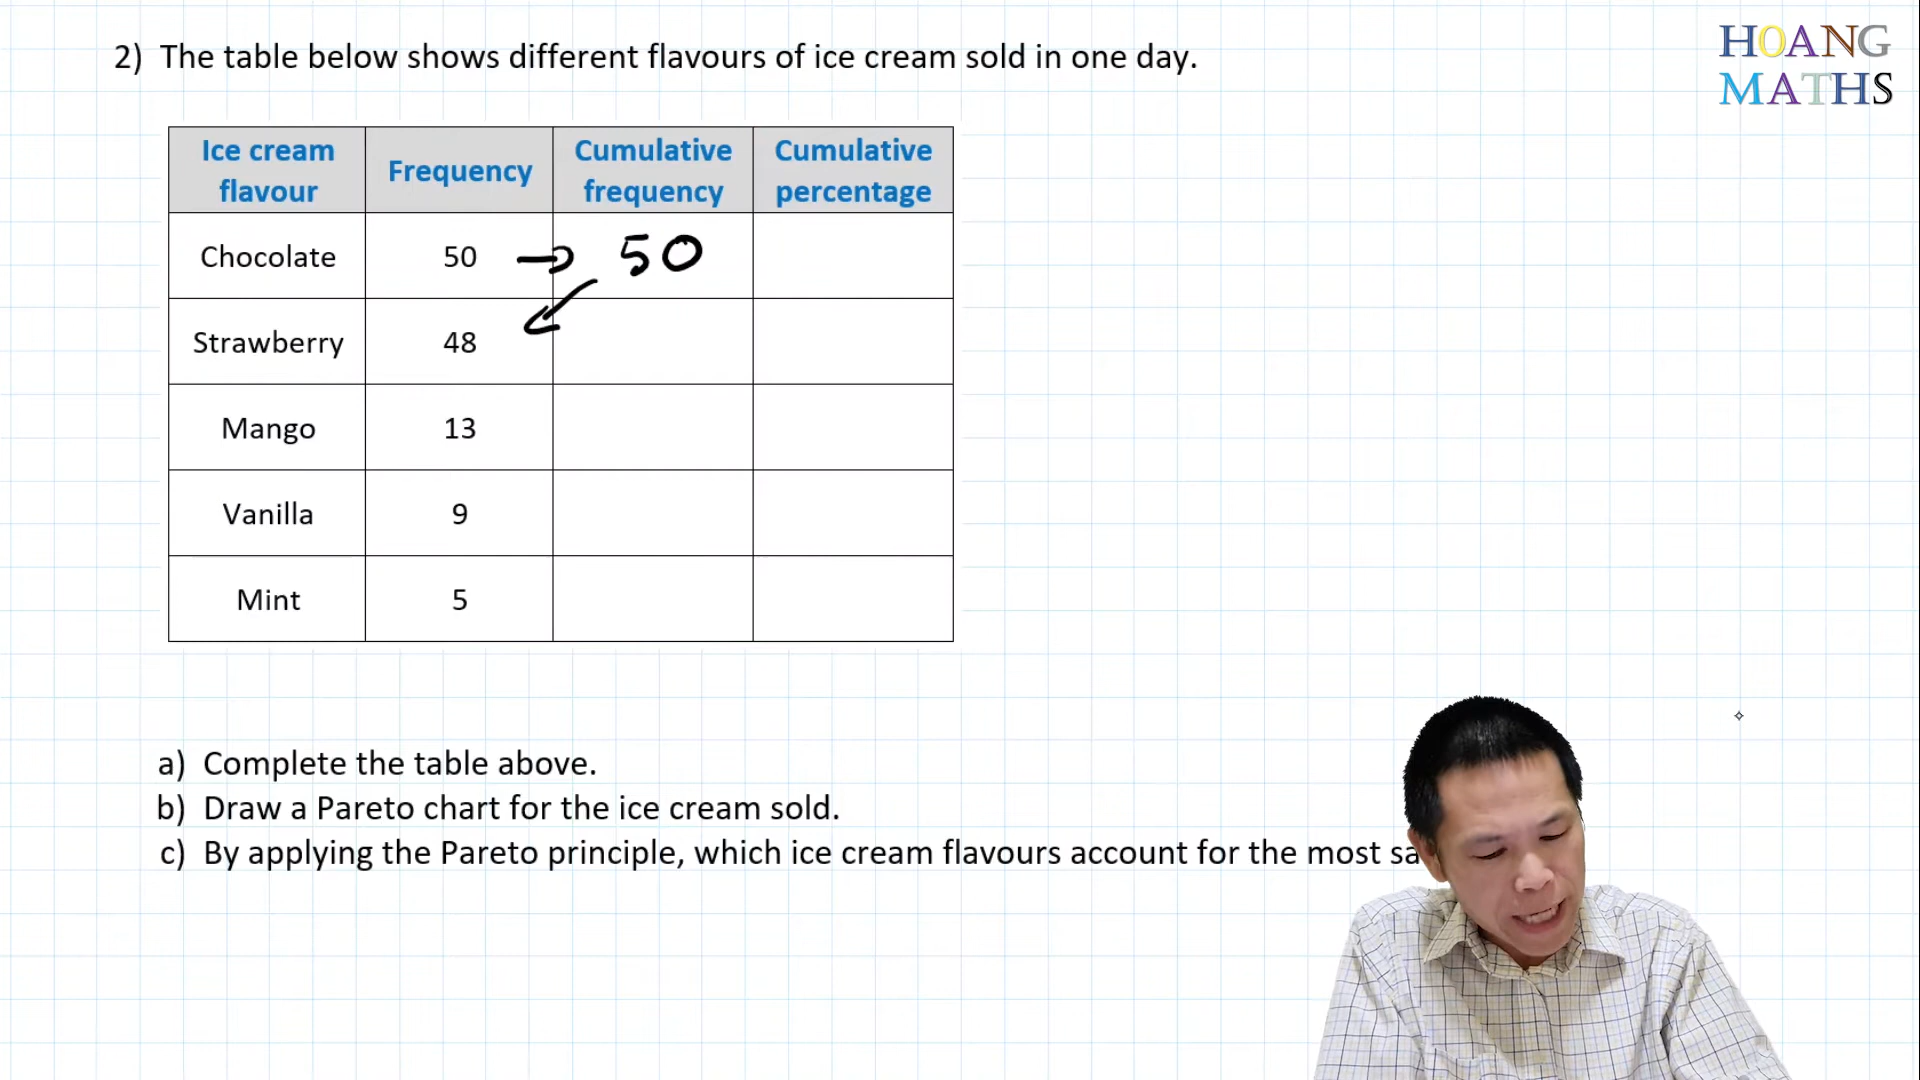 2) The table below shows different flavours of ice cream sold in one day.
HOANG
MATHS
Ice cream flavour Frequency Cumulative frequency Cumulative percentage
Chocolate 50 → 50
Strawberry 48
Mango 13
Vanilla 9
Mint 5
a) Complete the table above.
b) Draw a Pareto chart for the ice cream sold.
c) By applying the Pareto principle, which ice cream flavours account for the most